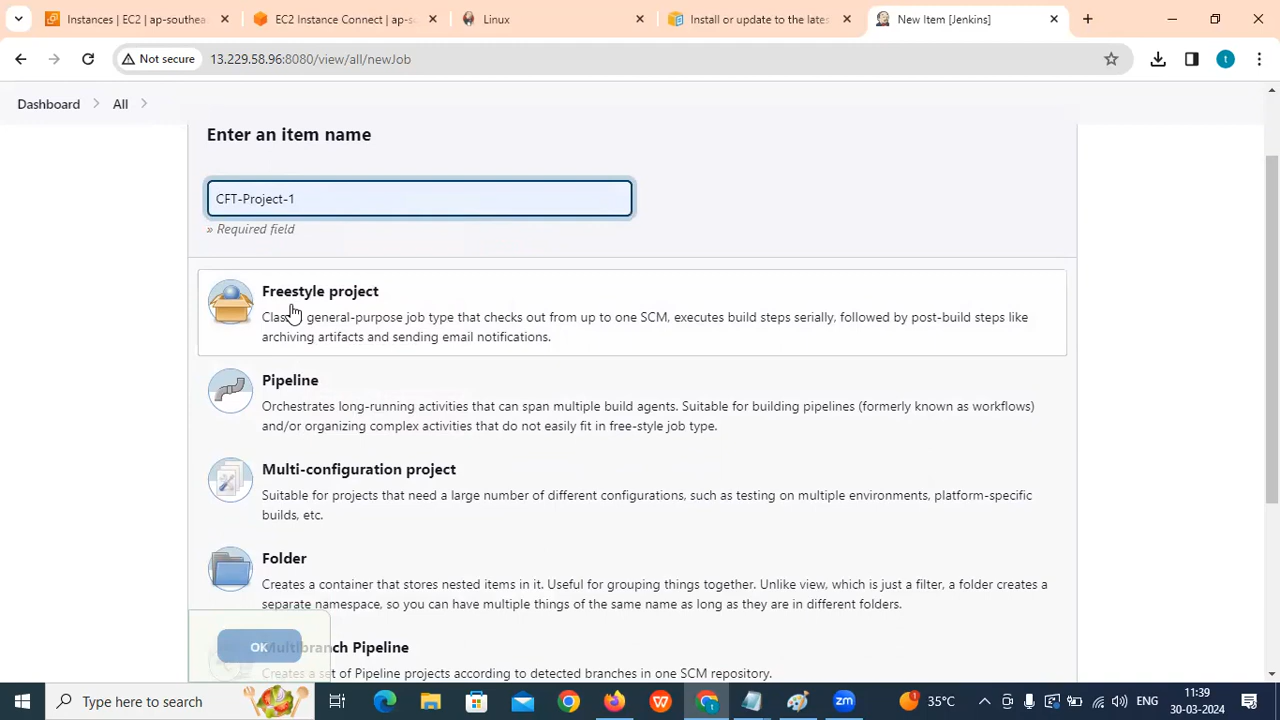 Instances | EC2 | ap-southea
EC2 Instance Connect | ap-so
Linux
Install or update to the lates
New Item [Jenkins]
Not secure
13.229.58.96:8080/view/all/newJob
t
Dashboard
All
Enter an item name
CFT-Project-1
» Required field
Freestyle project
general-purpose job type that checks out from up to one SCM, executes build steps serially, followed by post-build steps like
archiving artifacts and sending email notifications.
Pipeline
Orchestrates long-running activities that can span multiple build agents. Suitable for building pipelines (formerly known as workflows)
and/or organizing complex activities that do not easily fit in free-style job type.
Multi-configuration project
Suitable for projects that need a large number of different configurations, such as testing on multiple environments, platform-specific
builds, etc.
Folder
Creates a container that stores nested items in it. Useful for grouping things together. Unlike view, which is just a filter, a folder creates a
separate namespace, so you can have multiple things of the same name as long as they are in different folders.
OK
Multibranch Pipeline
Creates a set of Pipeline projects according to detected branches in one SCM repository.
Type here to search
35°C
ENG
11:39
30-03-2024